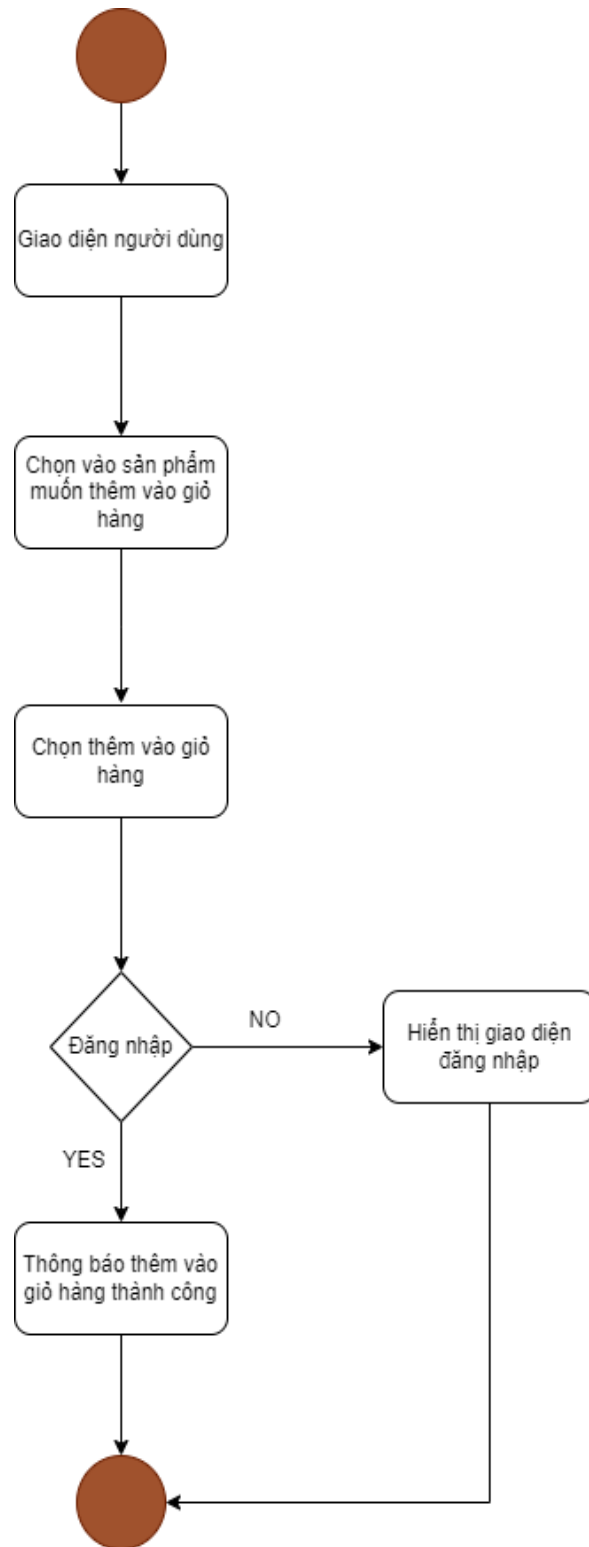 Giao diện người dùng
Chọn vào sản phẩm
muốn thêm vào giỏ
hàng
Chọn thêm vào giỏ
hàng
Đăng nhập
NO
Hiển thị giao diện
đăng nhập
YES
Thông báo thêm vào
giỏ hàng thành công